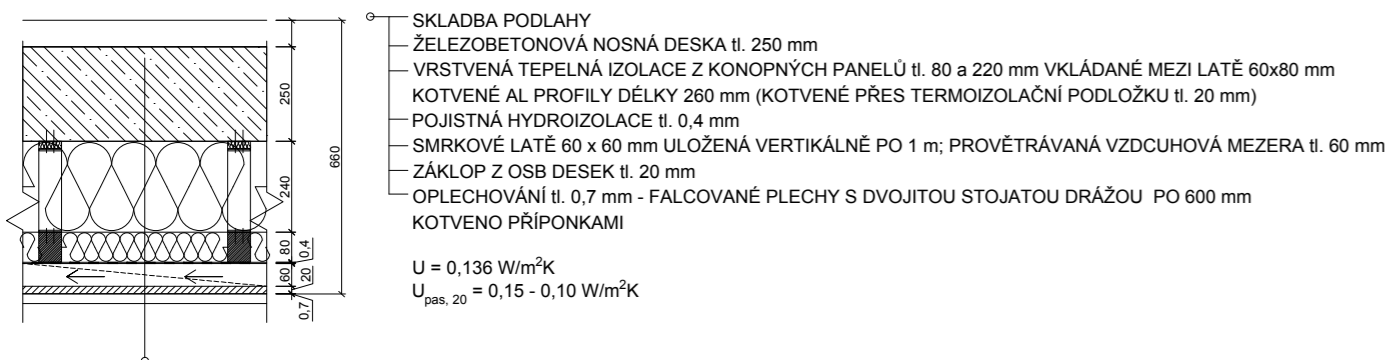 SKLADBA PODLAHY
ŽELEZOBETONOVÁ NOSNÁ DESKA tl. 250 mm
VRSTVENÁ TEPELNÁ IZOLACE Z KONOPNÝCH PANELŮ tl. 80 a 220 mm VKLÁDANÉ MEZI LATĚ 60x80 mm
KOTVENÉ AL PROFILY DÉLKY 260 mm (KOTVENÉ PŘES TERMOIZOLAČNÍ PODLOŽKU tl. 20 mm)
POJISTNÁ HYDROIZOLACE tl. 0,4 mm
SMRKOVÉ LATĚ 60 x 60 mm ULOŽENÁ VERTIKÁLNĚ PO 1 m; PROVĚTRÁVANÁ VZDCUHOVÁ MEZERA tl. 60 mm
ZÁKLOP Z OSB DESEK tl. 20 mm
OPLECHOVÁNÍ tl. 0,7 mm - FALCOVANÉ PLECHY S DVOJITOU STOJATOU DRÁŽOU PO 600 mm
KOTVENO PŘÍPONKAMI
U = 0,136 W/m²K
U pas, 20 = 0,15 - 0,10 W/m²K
250
660
240
80
0,4
60
20
0,7